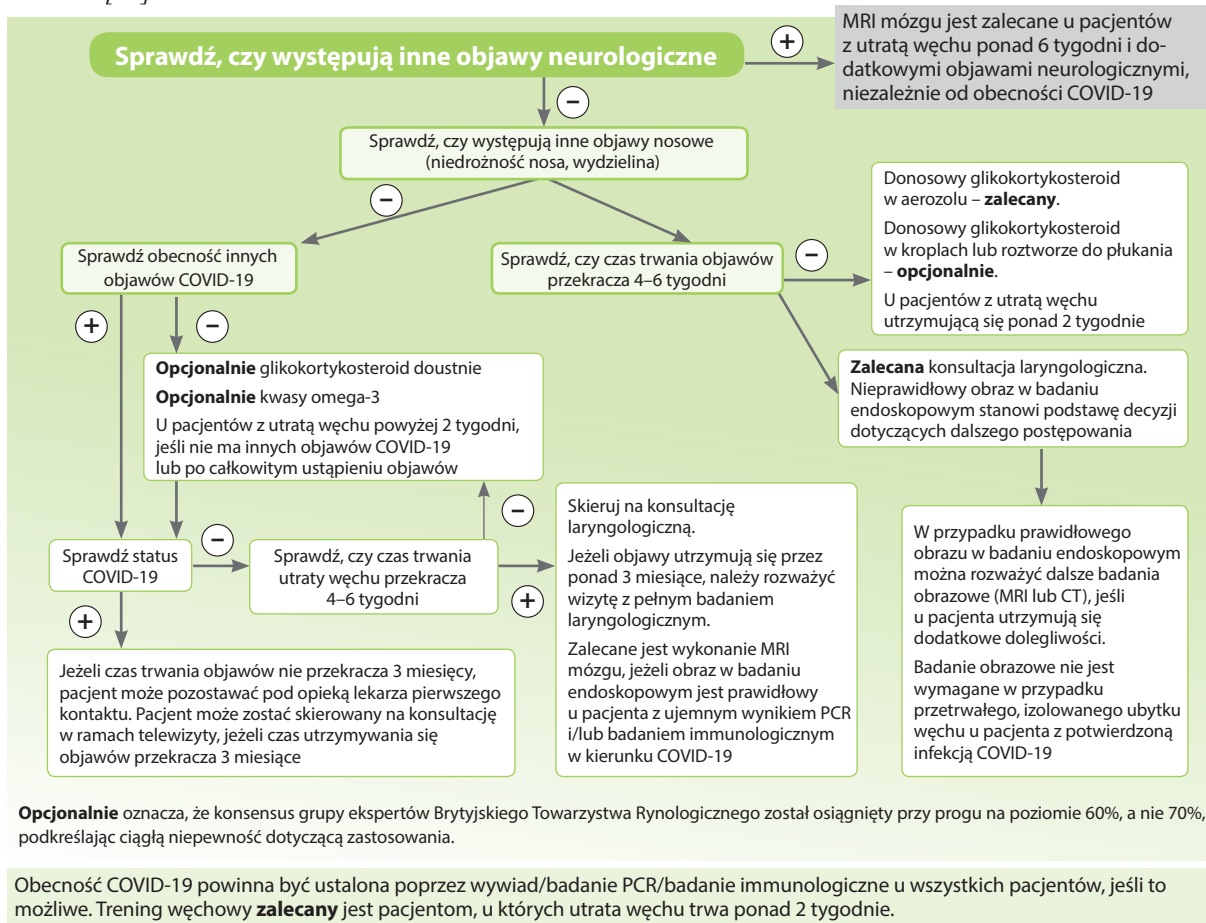 Sprawdź, czy występują inne objawy neurologiczne
+
MRI mózgu jest zalecane u pacjentów
z utratą węchu ponad 6 tygodni i do-
datkowymi objawami neurologicznymi,
niezależnie od obecności COVID-19
−
Sprawdź, czy występują inne objawy nosowe
(niedrożność nosa, wydzielina)
−
Sprawdź obecność innych
objawów COVID-19
Sprawdź, czy czas trwania objawów
przekracza 4–6 tygodni
−
Donosowy glikokortykosteroid
w aerozolu – zalecany.
Donosowy glikokortykosteroid
w kroplach lub roztworze do płukania
– opcjonalnie.
U pacjentów z utratą węchu
utrzymującą się ponad 2 tygodnie
+
−
Opcjonalnie glikokortykosteroid doustnie
Opcjonalnie kwasy omega-3
U pacjentów z utratą węchu powyżej 2 tygodni,
jeśli nie ma innych objawów COVID-19
lub po całkowitym ustąpieniu objawów
Zalecana konsultacja laryngologiczna.
Nieprawidłowy obraz w badaniu
endoskopowym stanowi podstawę decyzji
dotyczących dalszego postępowania
Sprawdź status
COVID-19
−
Sprawdź, czy czas trwania
utraty węchu przekracza
4–6 tygodni
−
+
Skieruj na konsultację
laryngologiczną.
Jeżeli objawy utrzymują się przez
ponad 3 miesiące, należy rozważyć
wizytę z pełnym badaniem
laryngologicznym.
Zalecane jest wykonanie MRI
mózgu, jeżeli obraz w badaniu
endoskopowym jest prawidłowy
u pacjenta z ujemnym wynikiem PCR
i/lub badaniem immunologicznym
w kierunku COVID-19
W przypadku prawidłowego
obrazu w badaniu endoskopowym
można rozważyć dalsze badania
obrazowe (MRI lub CT), jeśli
u pacjenta utrzymują się
dodatkowe dolegliwości.
Badanie obrazowe nie jest
wymagane w przypadku
przetrwałego, izolowanego ubytku
węchu u pacjenta z potwierdzoną
infekcją COVID-19
+
Jeżeli czas trwania objawów nie przekracza 3 miesięcy,
pacjent może pozostawać pod opieką lekarza pierwszego
kontaktu. Pacjent może zostać skierowany na konsultację
w ramach telewizyty, jeżeli czas utrzymywania się
objawów przekracza 3 miesiące
Opcjonalnie oznacza, że konsensus grupy ekspertów Brytyjskiego Towarzystwa Rynologicznego został osiągnięty przy progu na poziomie 60%, a nie 70%,
podkreślając ciągłą niepewność dotyczącą zastosowania.
Obecność COVID-19 powinna być ustalona poprzez wywiad/badanie PCR/badanie immunologiczne u wszystkich pacjentów, jeśli to
możliwe. Trening węchowy zalecany jest pacjentom, u których utrata węchu trwa ponad 2 tygodnie.